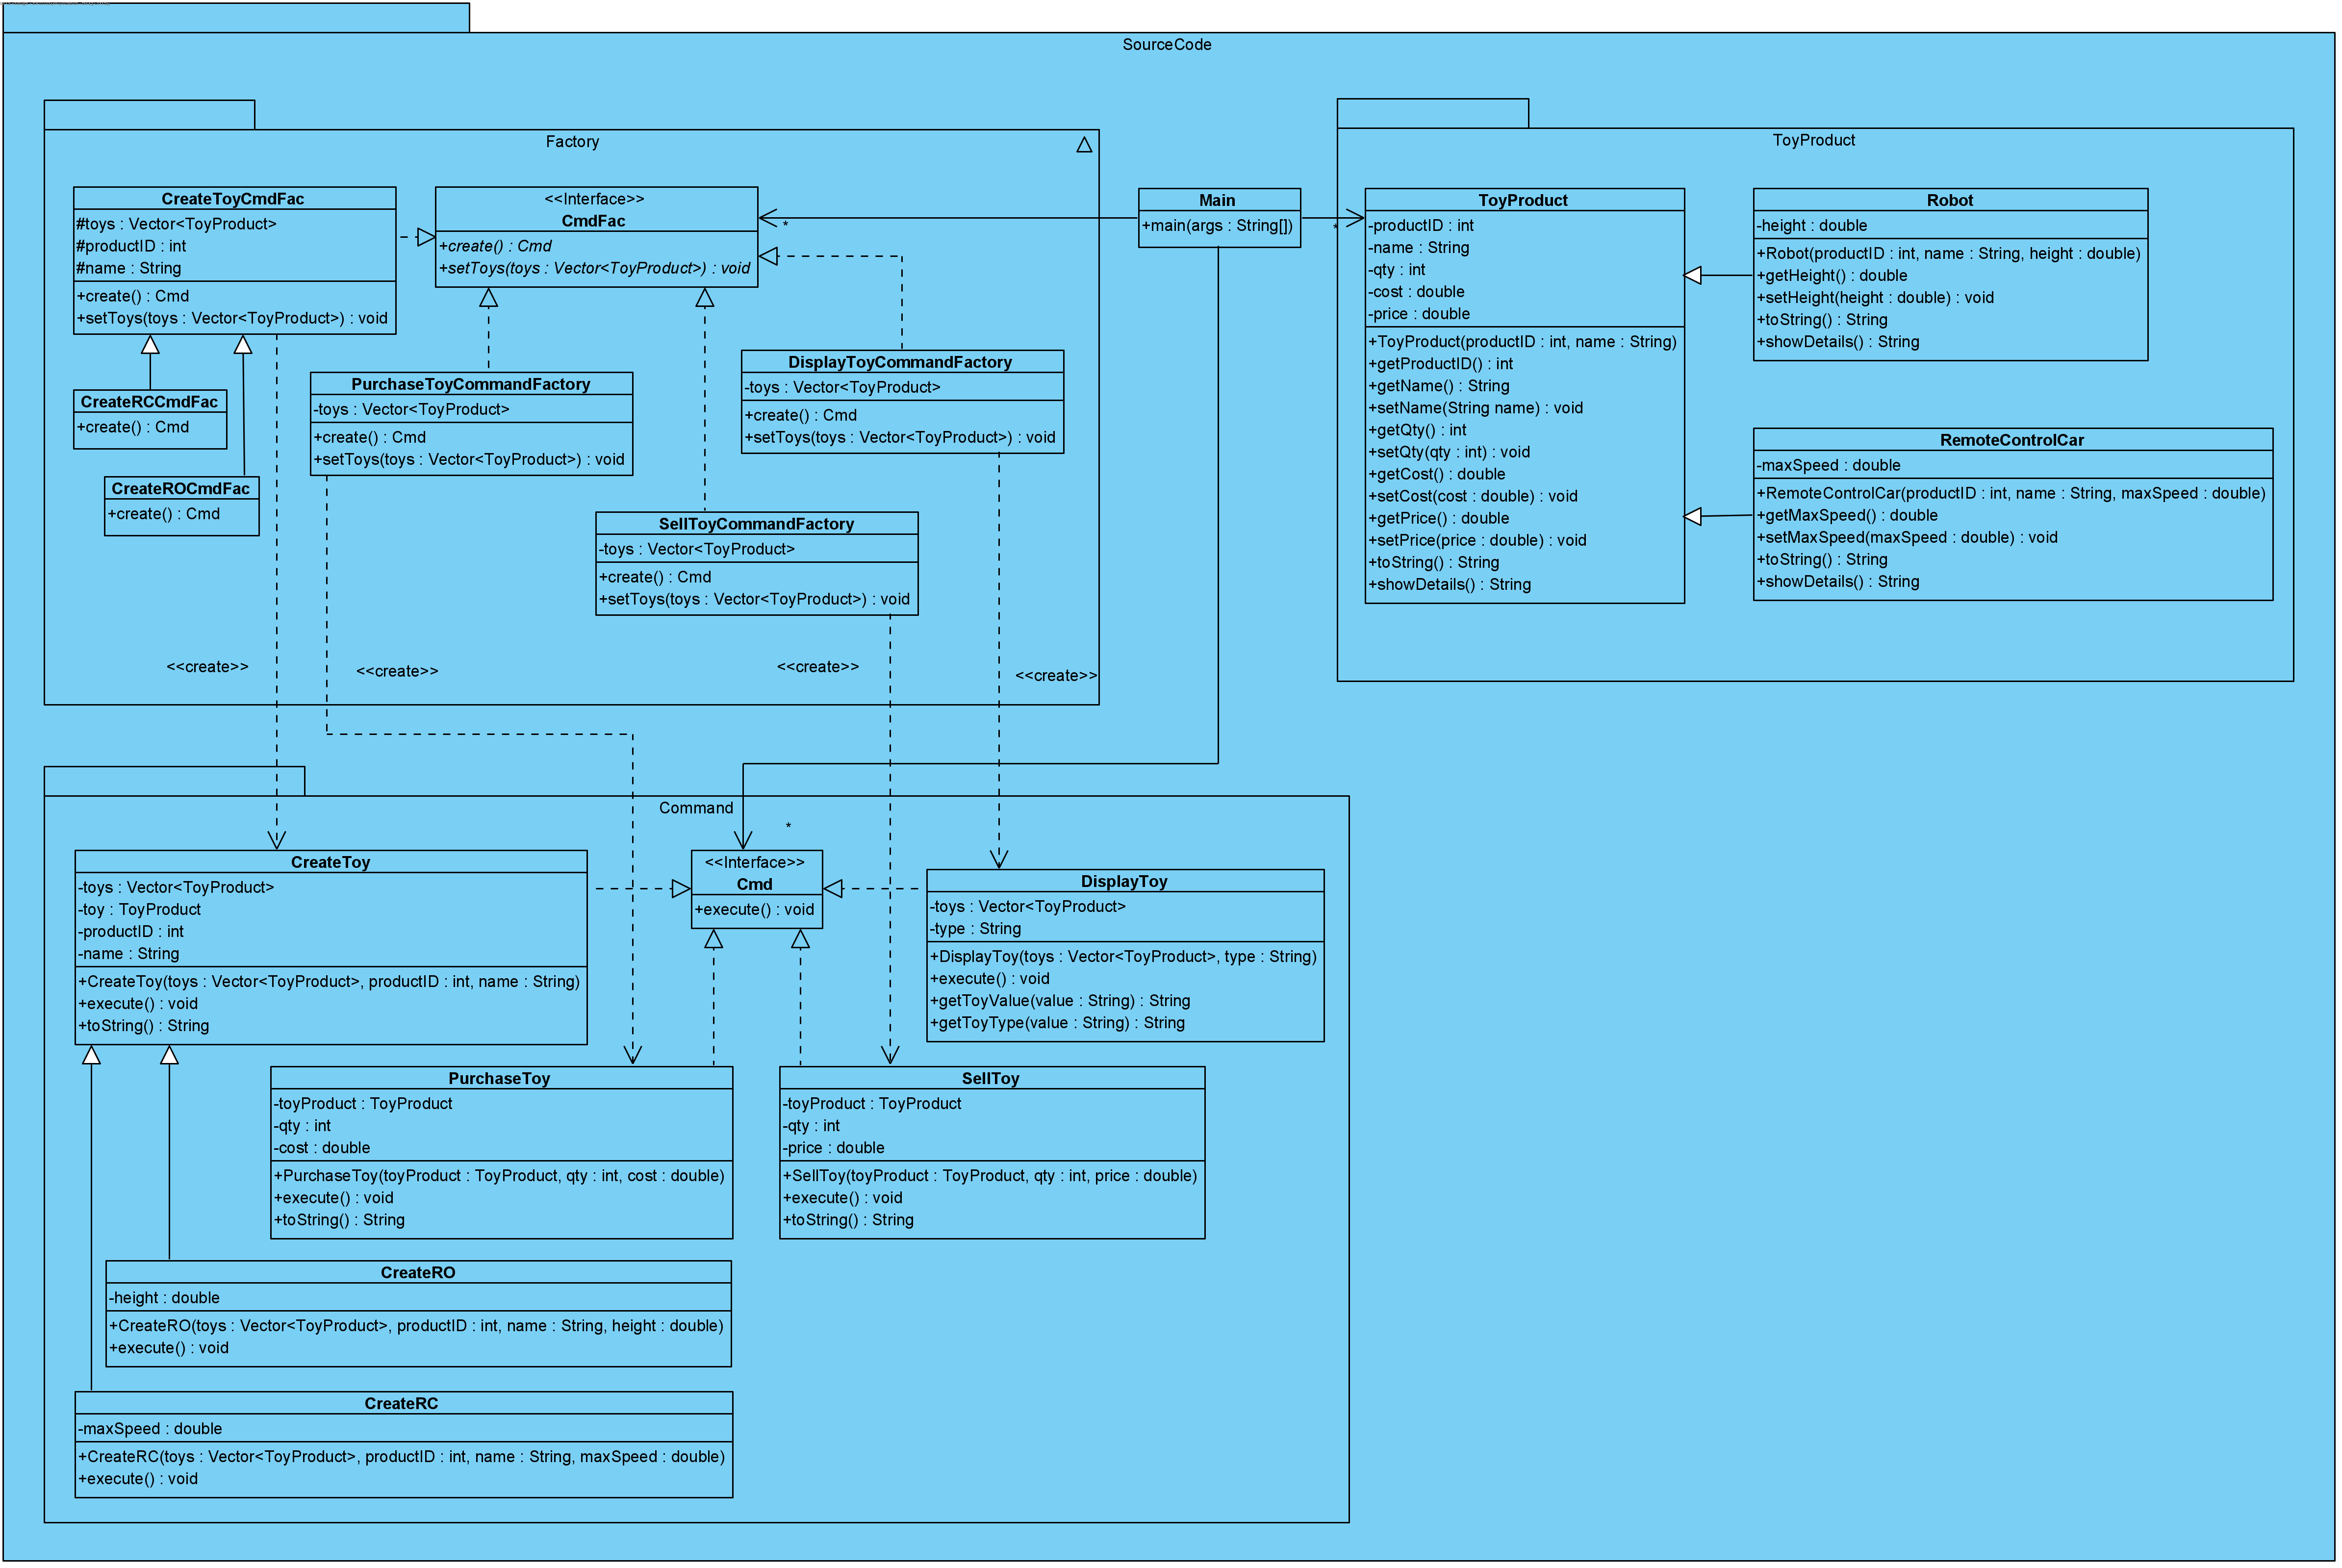 SourceCode
Factory
CreateToyCmdFac
#toys : Vector<ToyProduct>
#productID : int
#name : String
+create() : Cmd
+setToys(toys : Vector<ToyProduct>) : void
<<Interface>>
CmdFac
+create() : Cmd
+setToys(toys : Vector<ToyProduct>) : void
*
CreateRCCmdFac
+create() : Cmd
CreateROCmdFac
+create() : Cmd
PurchaseToyCommandFactory
-toys : Vector<ToyProduct>
+create() : Cmd
+setToys(toys : Vector<ToyProduct>) : void
DisplayToyCommandFactory
-toys : Vector<ToyProduct>
+create() : Cmd
+setToys(toys : Vector<ToyProduct>) : void
SellToyCommandFactory
-toys : Vector<ToyProduct>
+create() : Cmd
+setToys(toys : Vector<ToyProduct>) : void
<<create>>
<<create>>
<<create>>
<<create>>
Main
+main(args : String[])
*
ToyProduct
ToyProduct
-productID : int
-name : String
-qty : int
-cost : double
-price : double
+ToyProduct(productID : int, name : String)
+getProductID() : int
+getName() : String
+setName(String name) : void
+getQty() : int
+setQty(qty : int) : void
+getCost() : double
+setCost(cost : double) : void
+getPrice() : double
+setPrice(price : double) : void
+toString() : String
+showDetails() : String
Robot
-height : double
+Robot(productID : int, name : String, height : double)
+getHeight() : double
+setHeight(height : double) : void
+toString() : String
+showDetails() : String
RemoteControlCar
-maxSpeed : double
+RemoteControlCar(productID : int, name : String, maxSpeed : double)
+getMaxSpeed() : double
+setMaxSpeed(maxSpeed : double) : void
+toString() : String
+showDetails() : String
Command
*
CreateToy
-toys : Vector<ToyProduct>
-toy : ToyProduct
-productID : int
-name : String
+CreateToy(toys : Vector<ToyProduct>, productID : int, name : String)
+execute() : void
+toString() : String
<<Interface>>
Cmd
+execute() : void
DisplayToy
-toys : Vector<ToyProduct>
-type : String
+DisplayToy(toys : Vector<ToyProduct>, type : String)
+execute() : void
+getToyValue(value : String) : String
+getToyType(value : String) : String
PurchaseToy
-toyProduct : ToyProduct
-qty : int
-cost : double
+PurchaseToy(toyProduct : ToyProduct, qty : int, cost : double)
+execute() : void
+toString() : String
SellToy
-toyProduct : ToyProduct
-qty : int
-price : double
+SellToy(toyProduct : ToyProduct, qty : int, price : double)
+execute() : void
+toString() : String
CreateRO
-height : double
+CreateRO(toys : Vector<ToyProduct>, productID : int, name : String, height : double)
+execute() : void
CreateRC
-maxSpeed : double
+CreateRC(toys : Vector<ToyProduct>, productID : int, name : String, maxSpeed : double)
+execute() : void